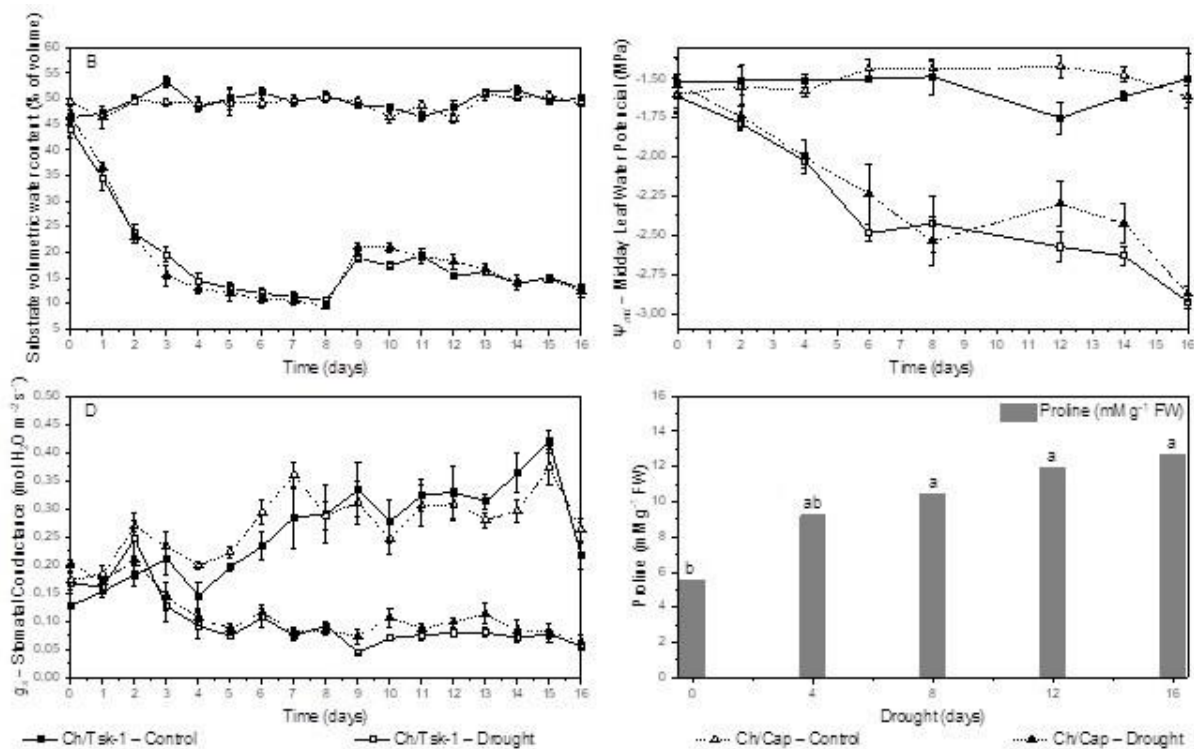 Substrate volumetric water content (% of volume)
B
60
55
50
45
40
35
30
25
20
15
10
5
0 1 2 3 4 5 6 7 8 9 10 11 12 13 14 15 16
Time (days)
Midday Leaf Water Potential (MPa)
-1,50
-1,75
-2,00
-2,25
-2,50
-2,75
-3,00
0 1 2 3 4 5 6 7 8 9 10 11 12 13 14 15 16
Time (days)
gs – Stomatal Conductance (mol H₂O m⁻² s⁻¹)
D
0,50
0,45
0,40
0,35
0,30
0,25
0,20
0,15
0,10
0,05
0,00
0 1 2 3 4 5 6 7 8 9 10 11 12 13 14 15 16
Time (days)
Proline (mM g⁻¹ FW)
16
14
12
10
8
6
4
2
0
Proline (mM g⁻¹ FW)
b ab a a a
0 4 8 12 16
Drought (days)
Ch/Tsk-1 – Control Ch/Tsk-1 – Drought Ch/Cap – Control Ch/Cap – Drought